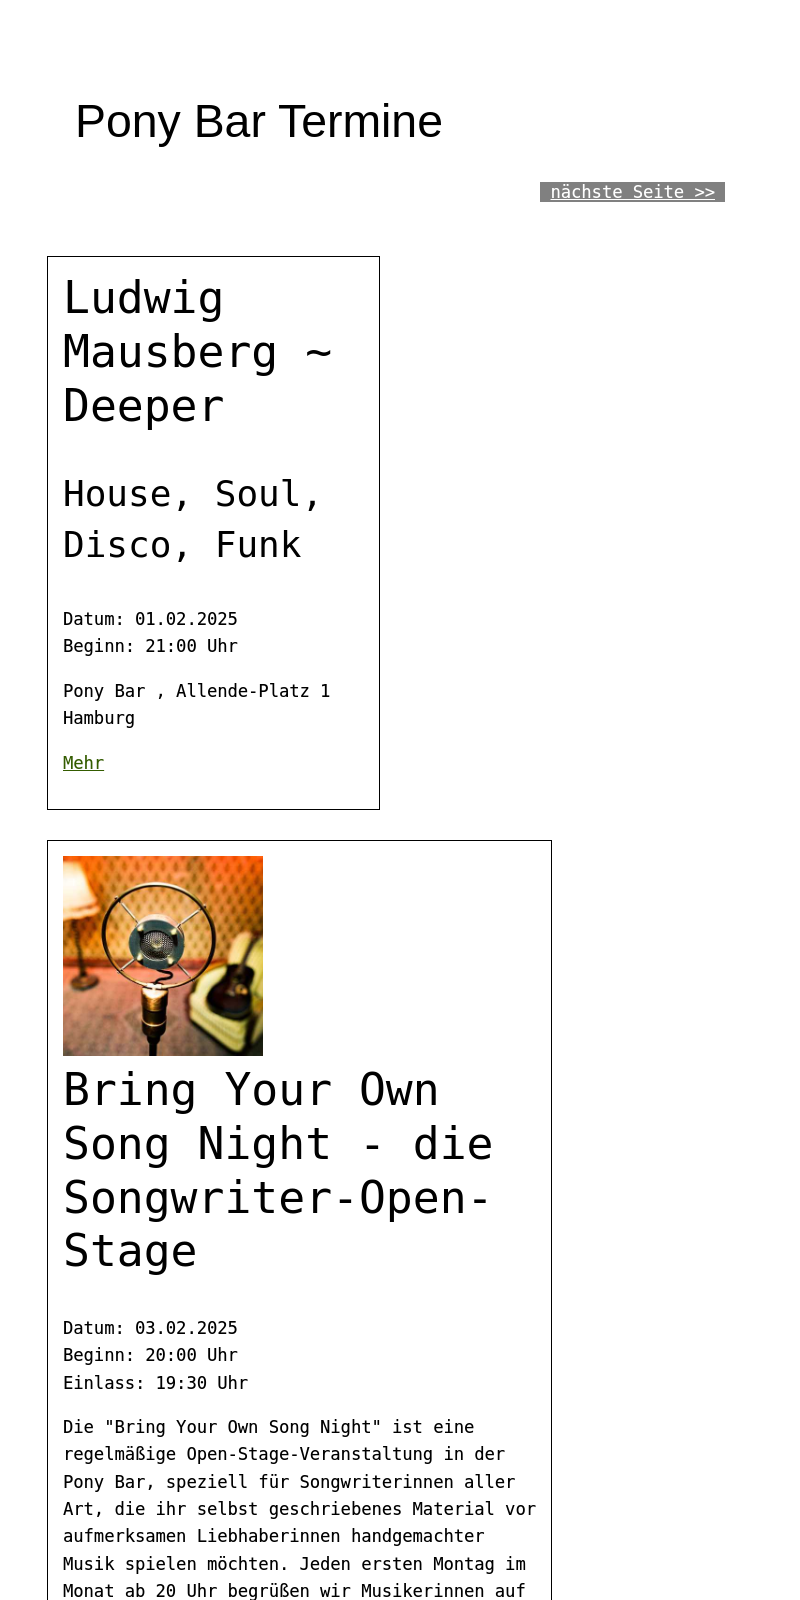 Pony Bar Termine
nächste Seite >>
Ludwig
Mausberg ~
Deeper
House, Soul,
Disco, Funk
Datum: 01.02.2025
Beginn: 21:00 Uhr
Pony Bar , Allende-Platz 1
Hamburg
Mehr
Bring Your Own
Song Night - die
Songwriter-Open-
Stage
Datum: 03.02.2025
Beginn: 20:00 Uhr
Einlass: 19:30 Uhr
Die "Bring Your Own Song Night" ist eine
regelmäßige Open-Stage-Veranstaltung in der
Pony Bar, speziell für Songwriterinnen aller
Art, die ihr selbst geschriebenes Material vor
aufmerksamen Liebhaberinnen handgemachter
Musik spielen möchten. Jeden ersten Montag im
Monat ab 20 Uhr begrüßen wir Musikerinnen auf